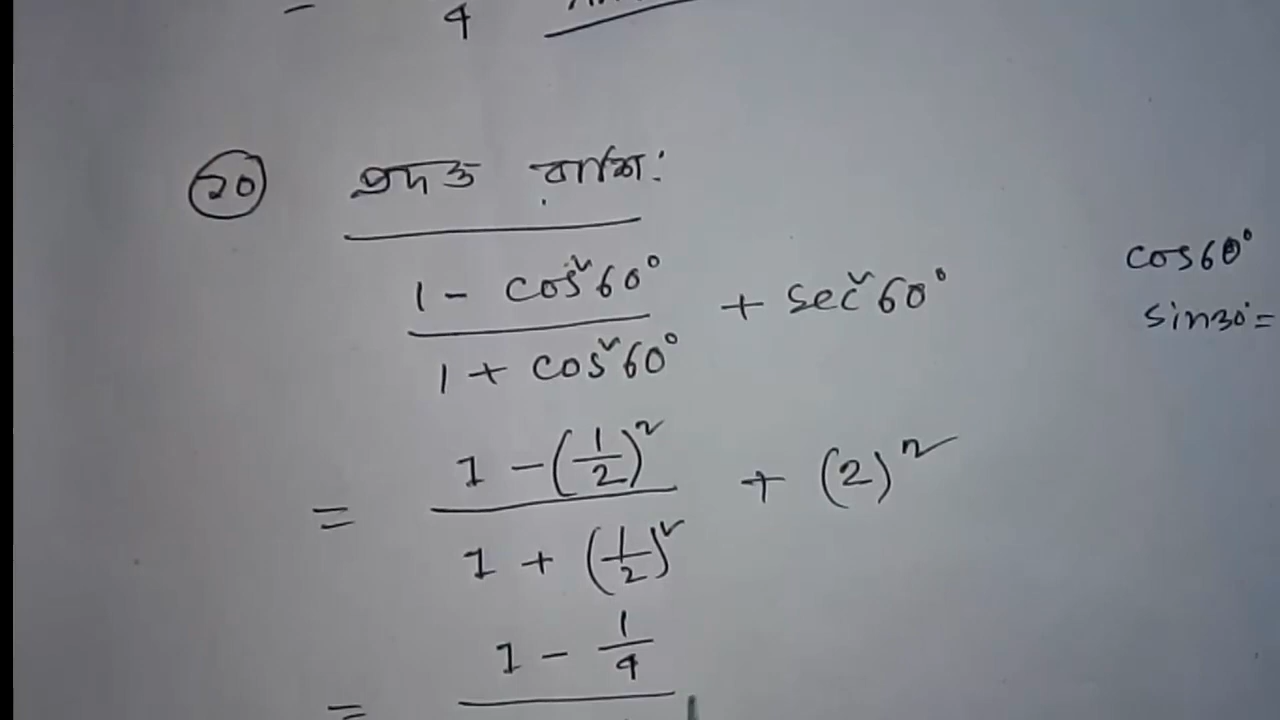 - 4
২০ প্রদত্ত রাশি:
1 - cos²60° / 1 + cos²60° + sec²60°
cos60°
sin30 =
= 1 - (1/2)² / 1 + (1/2)² + (2)²
= 1 - 1/4